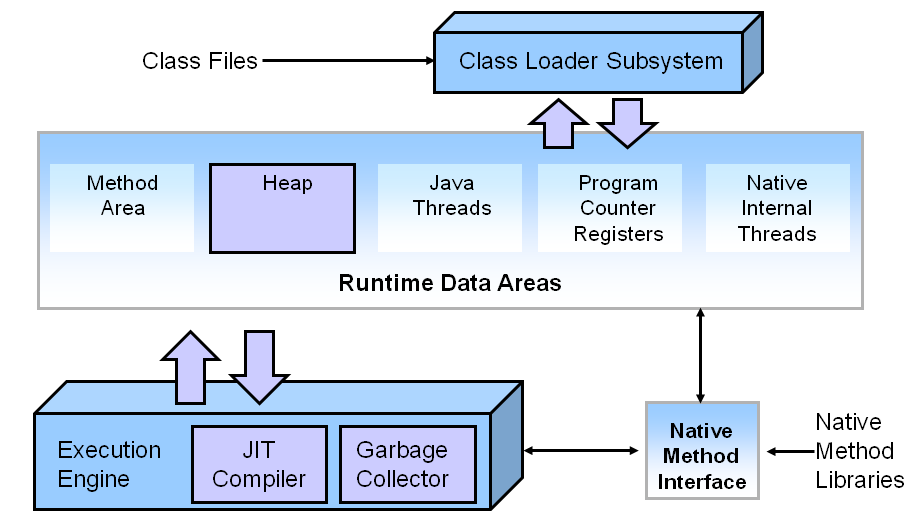 Class Files
Class Loader Subsystem
Method
Area
Heap
Java
Threads
Program
Counter
Registers
Native
Internal
Threads
Runtime Data Areas
Execution
Engine
JIT
Compiler
Garbage
Collector
Native
Method
Interface
Native
Method
Libraries